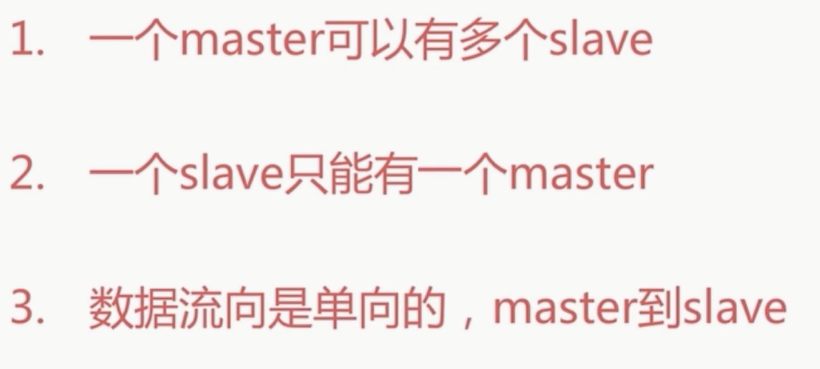 1. 一个master可以有多个slave
2. 一个slave只能有一个master
3. 数据流向是单向的，master到slave